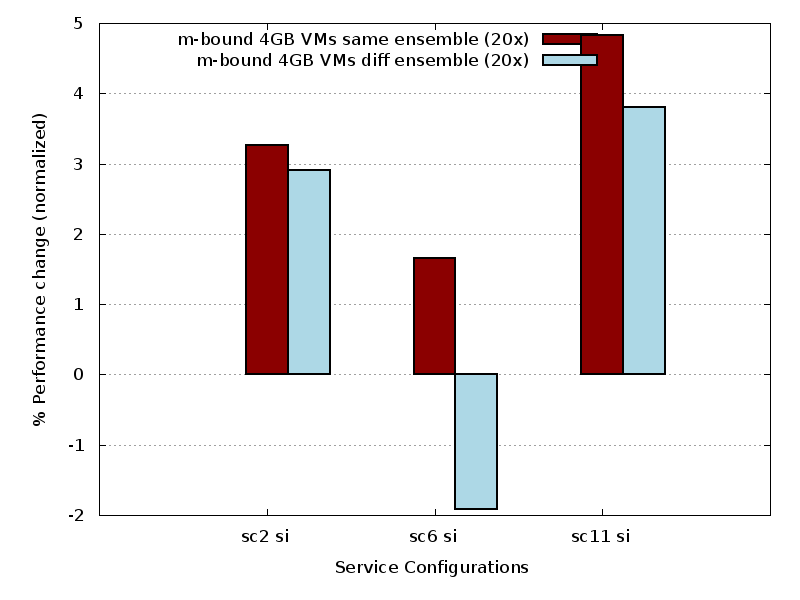 m-bound 4GB VMs same ensemble (20x)
m-bound 4GB VMs diff ensemble (20x)
5
4
3
2
1
0
-1
-2
% Performance change (normalized)
sc2 si
sc6 si
sc11 si
Service Configurations